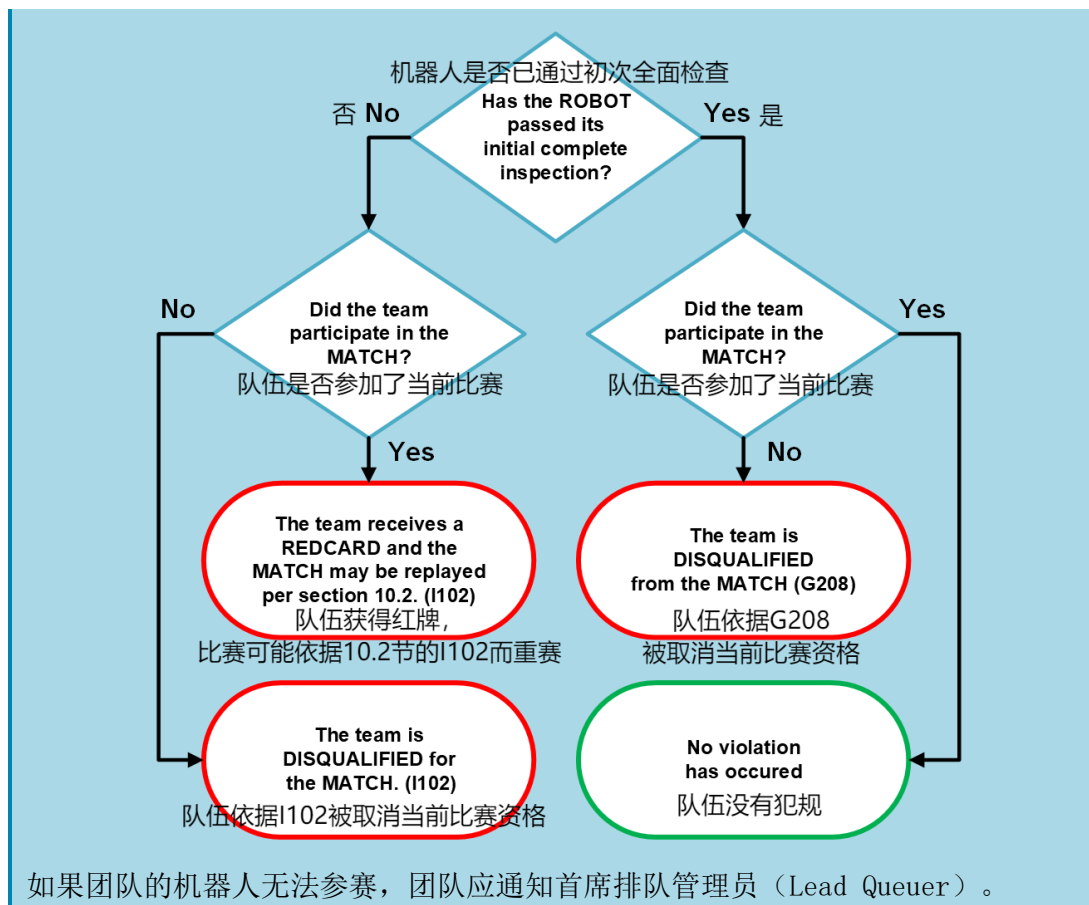 机器人是否已通过初次全面检查
否 No
Has the ROBOT
passed its
initial complete
inspection?
Yes 是
No
Did the team
participate in the
MATCH?
队伍是否参加了当前比赛
Yes
Did the team
participate in the
MATCH?
队伍是否参加了当前比赛
Yes
No
The team receives a
REDCARD and the
MATCH may be replayed
per section 10.2. (I102)
队伍获得红牌，
比赛可能依据10.2节的I102而重赛
The team is
DISQUALIFIED
from the MATCH (G208)
队伍依据G208
被取消当前比赛资格
The team is
DISQUALIFIED for
the MATCH. (I102)
队伍依据I102被取消当前比赛资格
No violation
has occured
队伍没有犯规
如果团队的机器人无法参赛，团队应通知首席排队管理员（Lead Queuer）。